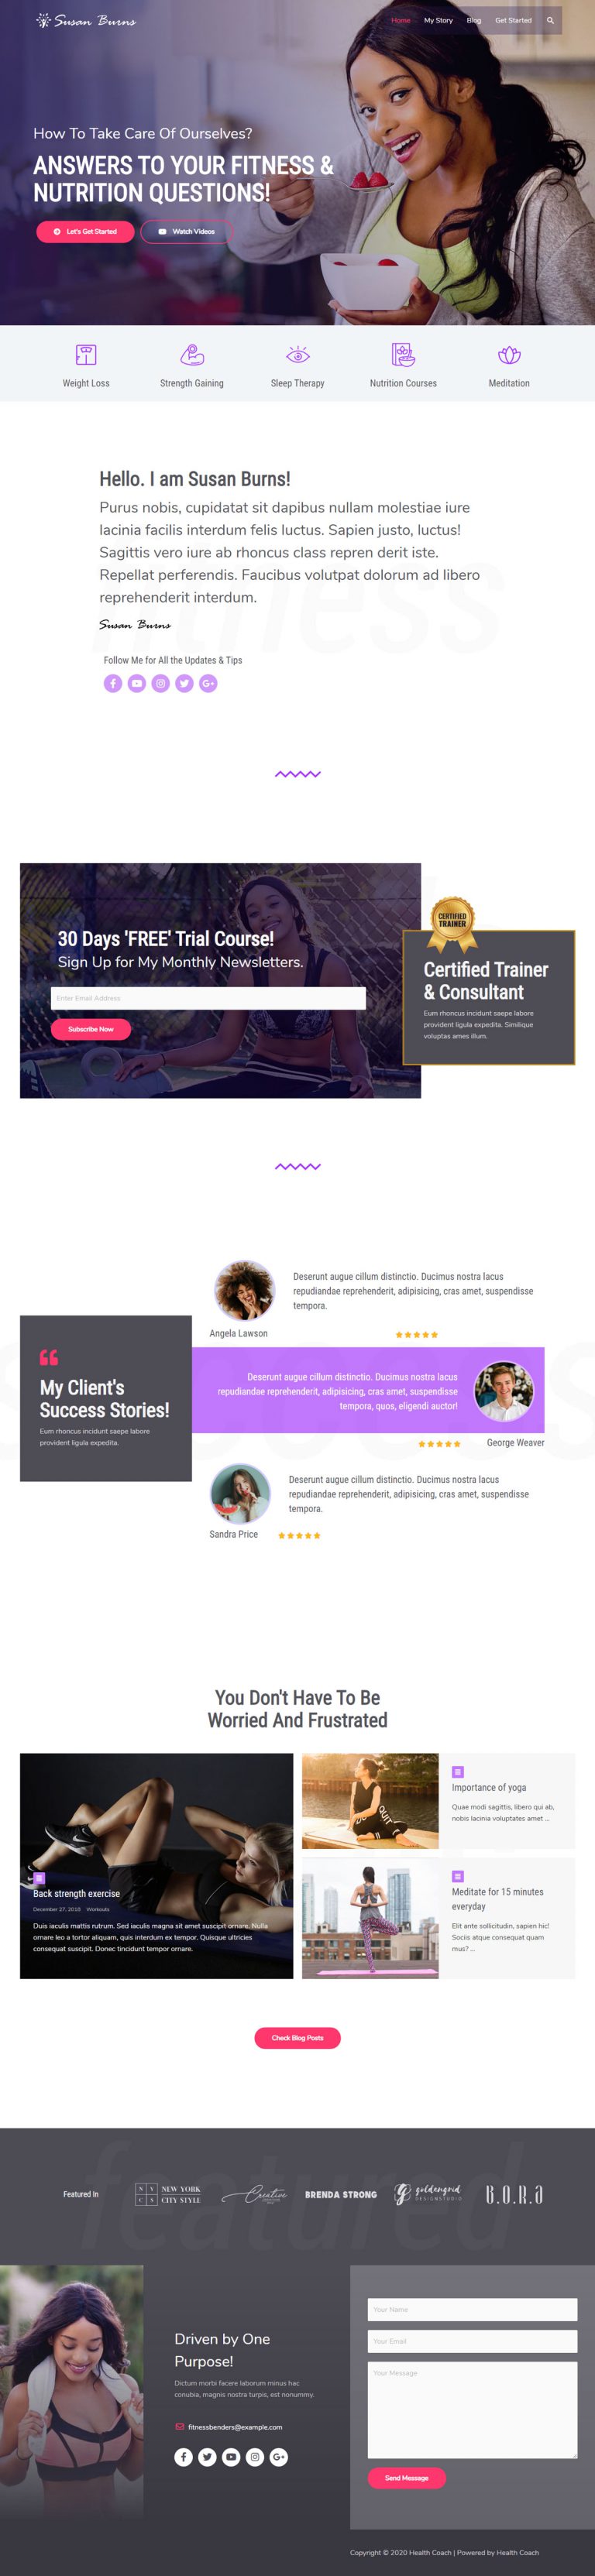 Susan Burns
Home My Story Blog Get Started
How To Take Care Of Ourselves?
ANSWERS TO YOUR FITNESS &
NUTRITION QUESTIONS!
Let's Get Started Watch Videos
Weight Loss Strength Gaining Sleep Therapy Nutrition Courses Meditation
Hello. I am Susan Burns!
Purus nobis, cupidatat sit dapibus nullam molestiae iure
lacinia facilis interdum felis luctus. Sapien justo, luctus!
Sagittis vero iure ab rhoncus class repren derit iste.
Repellat perferendis. Faucibus volutpat dolorum ad libero
reprehenderit interdum.
fitness
Susan Burns
Follow Me for All the Updates & Tips
30 Days 'FREE' Trial Course!
Sign Up for My Monthly Newsletters.
Enter Email Address
Subscribe Now
CERTIFIED
TRAINER
Certified Trainer
& Consultant
Eum rhoncus incidunt saepe labore
provident ligula expedita. Similique
voluptas ames illum.
Deserunt augue cillum distinctio. Ducimus nostra lacus
repudiandae reprehenderit, adipisicing, cras amet, suspendisse
tempora.
Angela Lawson
My Client's
Success Stories!
Eum rhoncus incidunt saepe labore
provident ligula expedita.
Deserunt augue cillum distinctio. Ducimus nostra lacus
repudiandae reprehenderit, adipisicing, cras amet, suspendisse
tempora, quos, eligendi auctor!
George Weaver
Deserunt augue cillum distinctio. Ducimus nostra lacus
repudiandae reprehenderit, adipisicing, cras amet, suspendisse
tempora.
Sandra Price
You Don't Have To Be
Worried And Frustrated
Back strength exercise
December 27, 2018 Workouts
Duis iaculis mattis rutrum. Sed iaculis magna sit amet suscipit ornare. Nulla
ornare leo a tortor aliquam, quis interdum ex tempor. Quisque ultricies
consequat suscipit. Donec tincidunt tempor ornare.
QUIT
Importance of yoga
Quae modi sagittis, libero qui ab,
nobis lacinia voluptates amet ...
Meditate for 15 minutes
everyday
Elit ante sollicitudin, sapien hic!
Sociis atque consequat quam
mus? ...
Check Blog Posts
featured
Featured In
N Y C S NEW YORK
CITY STYLE
Creative
BRENDA STRONG
goldengrid
DESIGNSTUDIO
B.O.R.A
Driven by One
Purpose!
Dictum morbi facere laborum minus hac
conubia, magnis nostra turpis, est nonummy.
fitnessbenders@example.com
Your Name
Your Email
Your Message
Send Message
Copyright © 2020 Health Coach | Powered by Health Coach